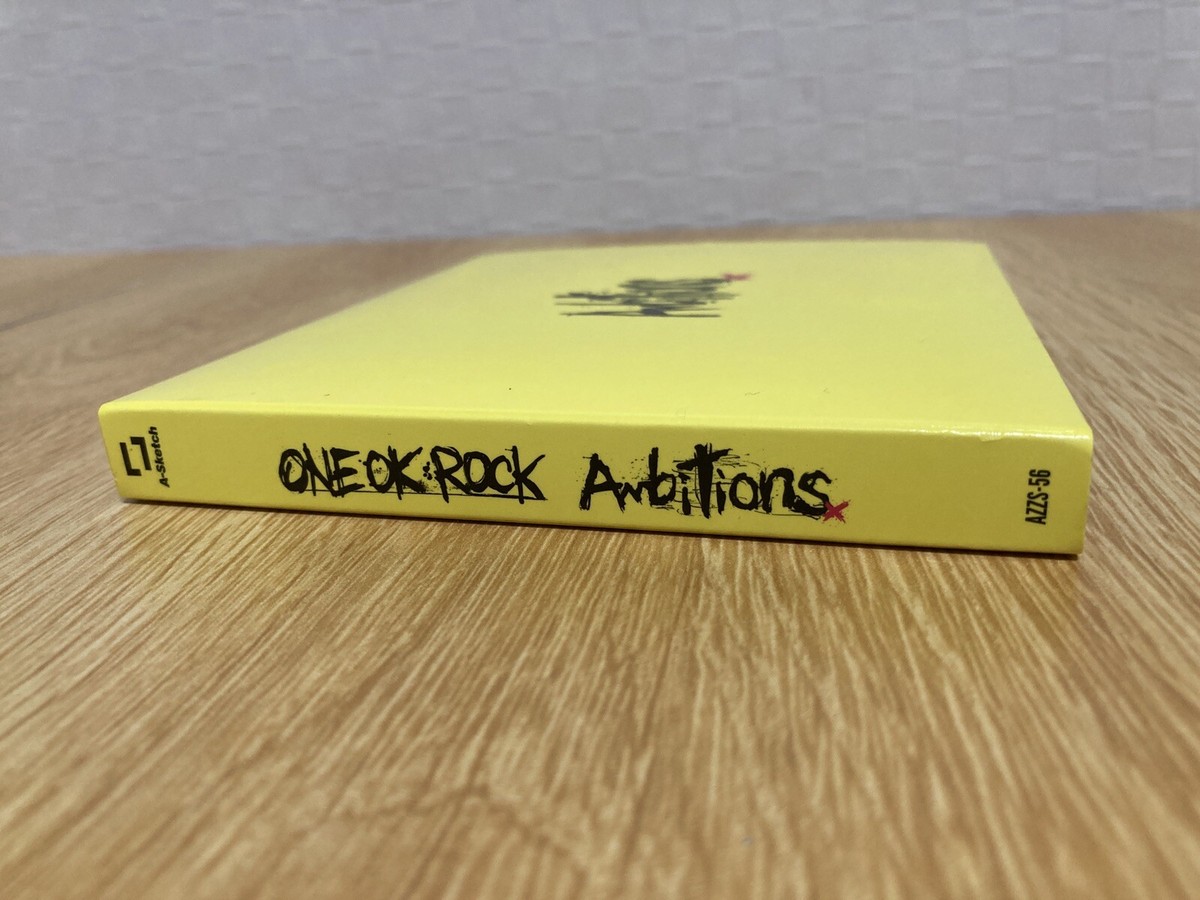 A-Sketch
ONE OK ROCK Ambitions
AZZS-56